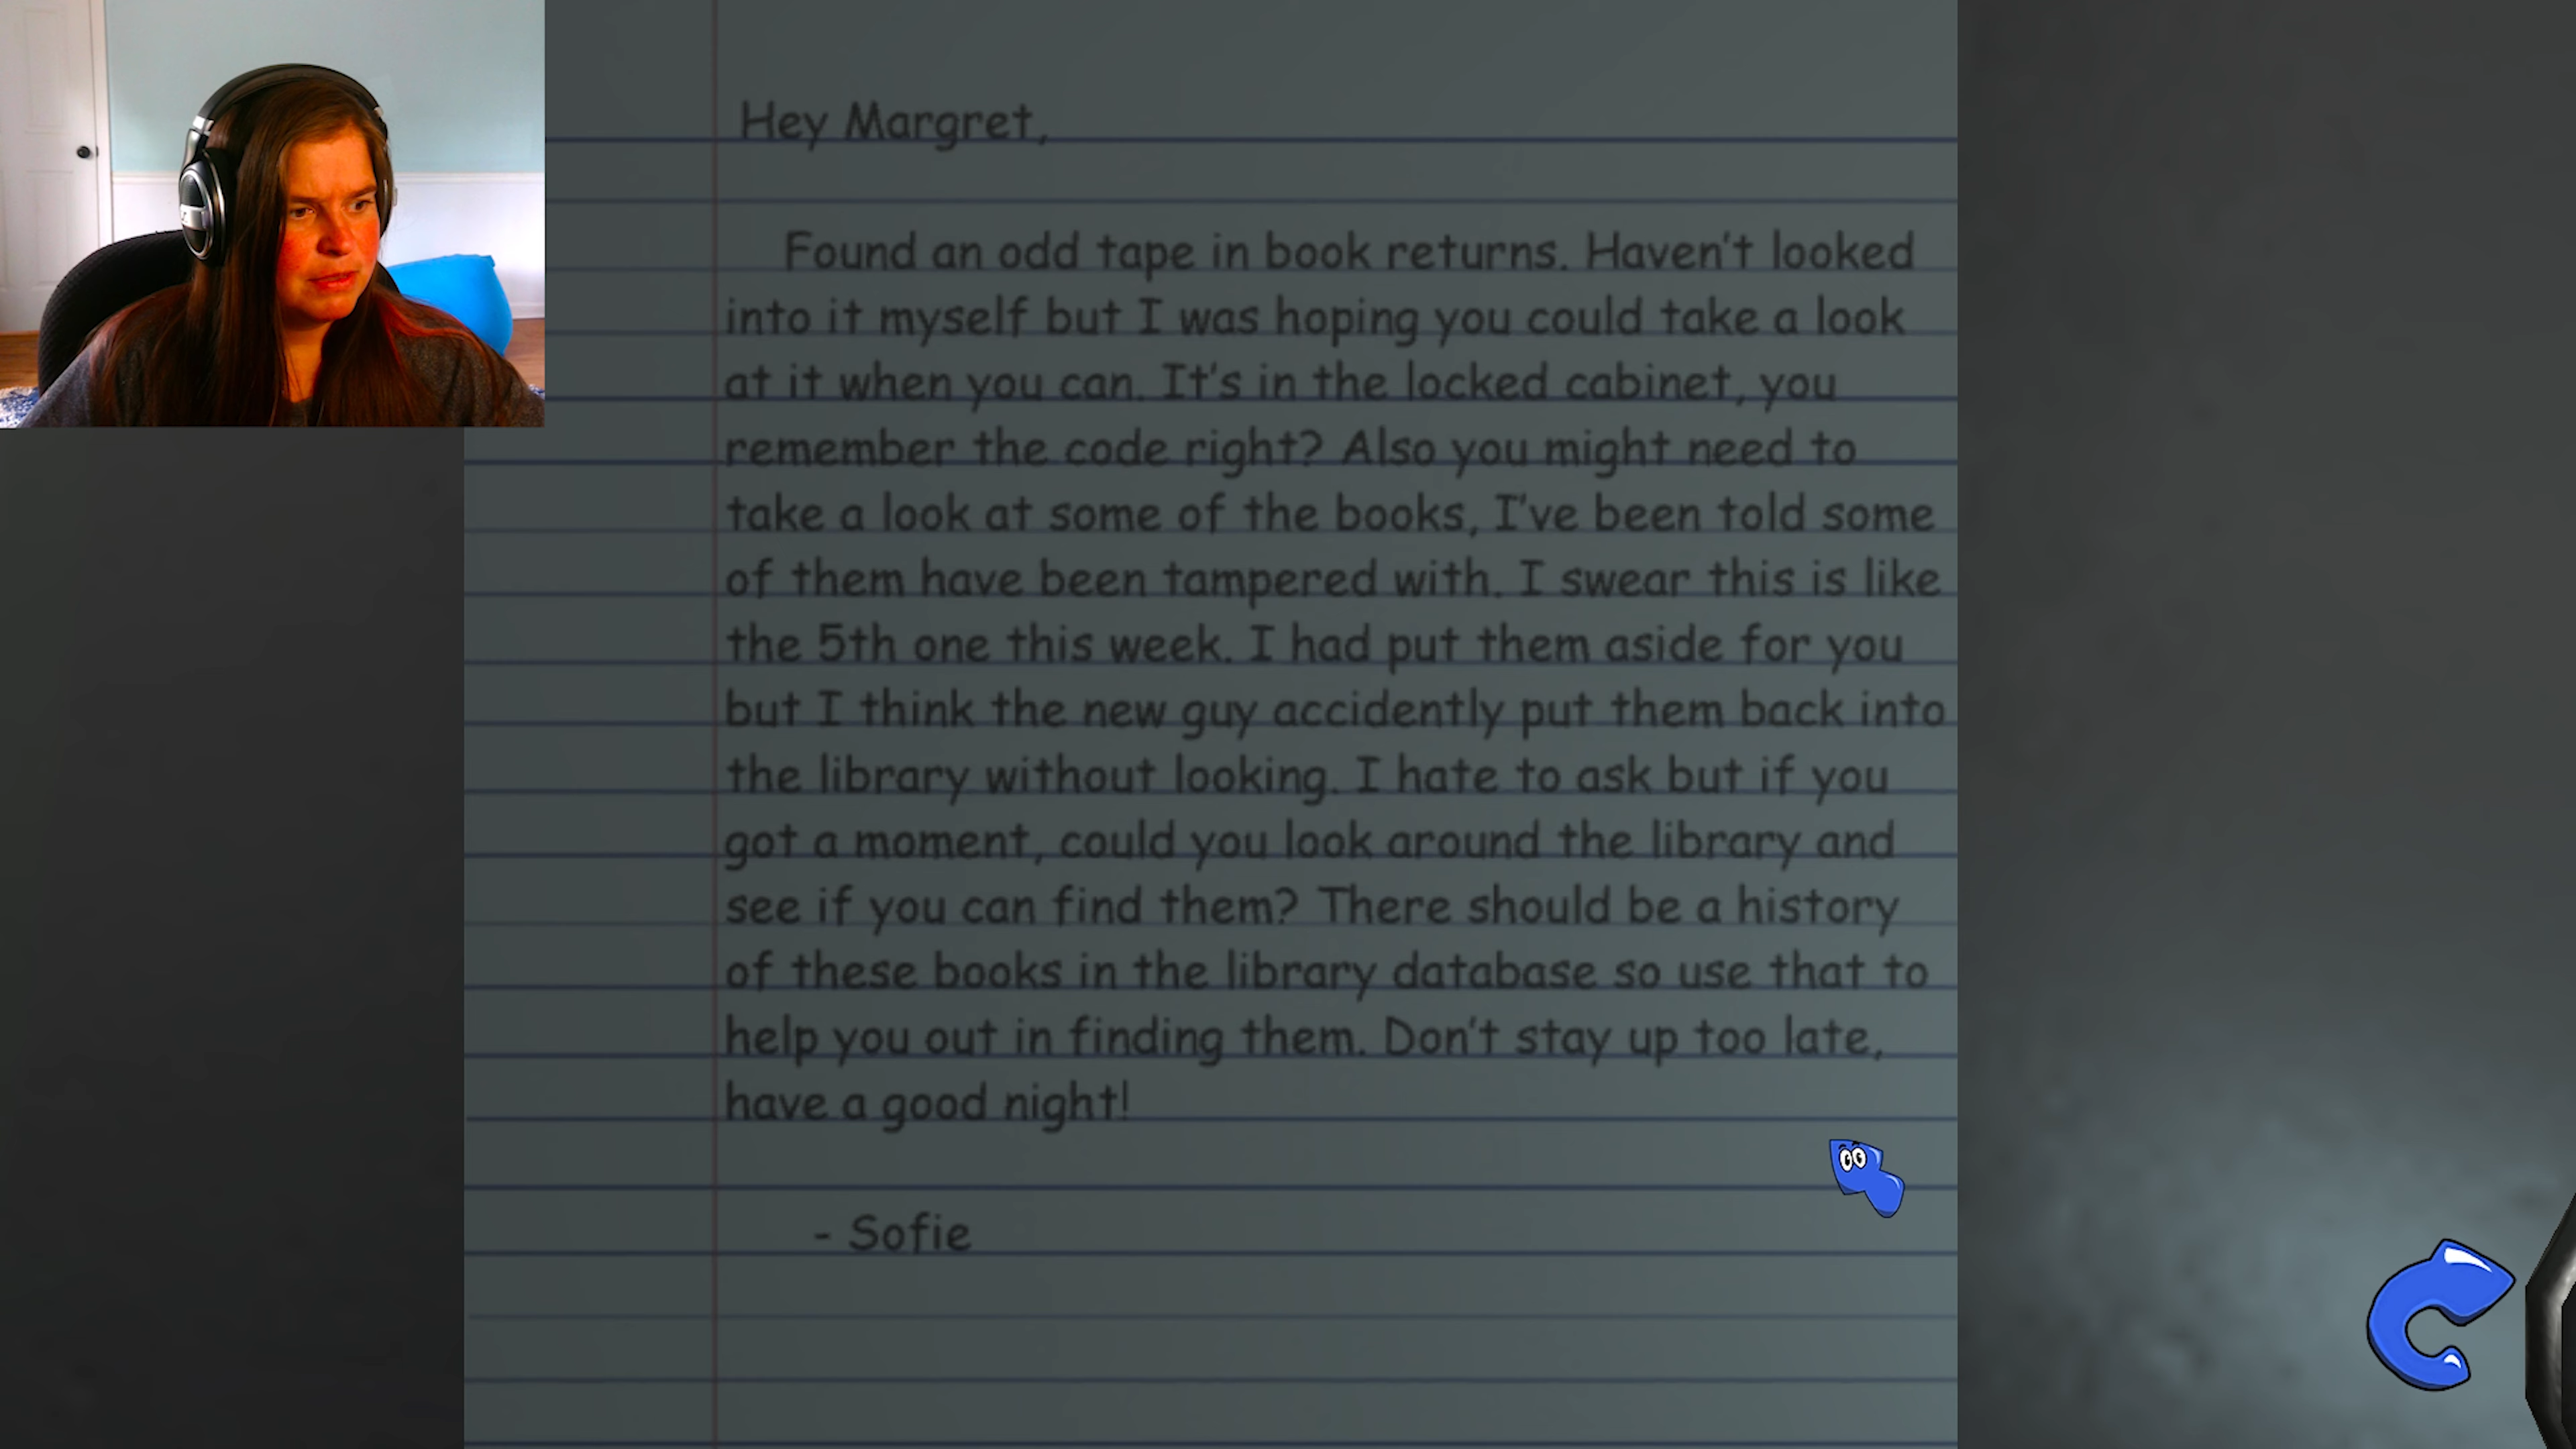 Hey Margret,
Found an odd tape in book returns. Haven't looked
into it myself but I was hoping you could take a look
at it when you can. It's in the locked cabinet, you
remember the code right? Also you might need to
take a look at some of the books, I've been told some
of them have been tampered with. I swear this is like
the 5th one this week. I had put them aside for you
but I think the new guy accidently put them back into
the library without looking. I hate to ask but if you
got a moment, could you look around the library and
see if you can find them? There should be a history
of these books in the library database so use that to
help you out in finding them. Don't stay up too late,
have a good night!
- Sofie